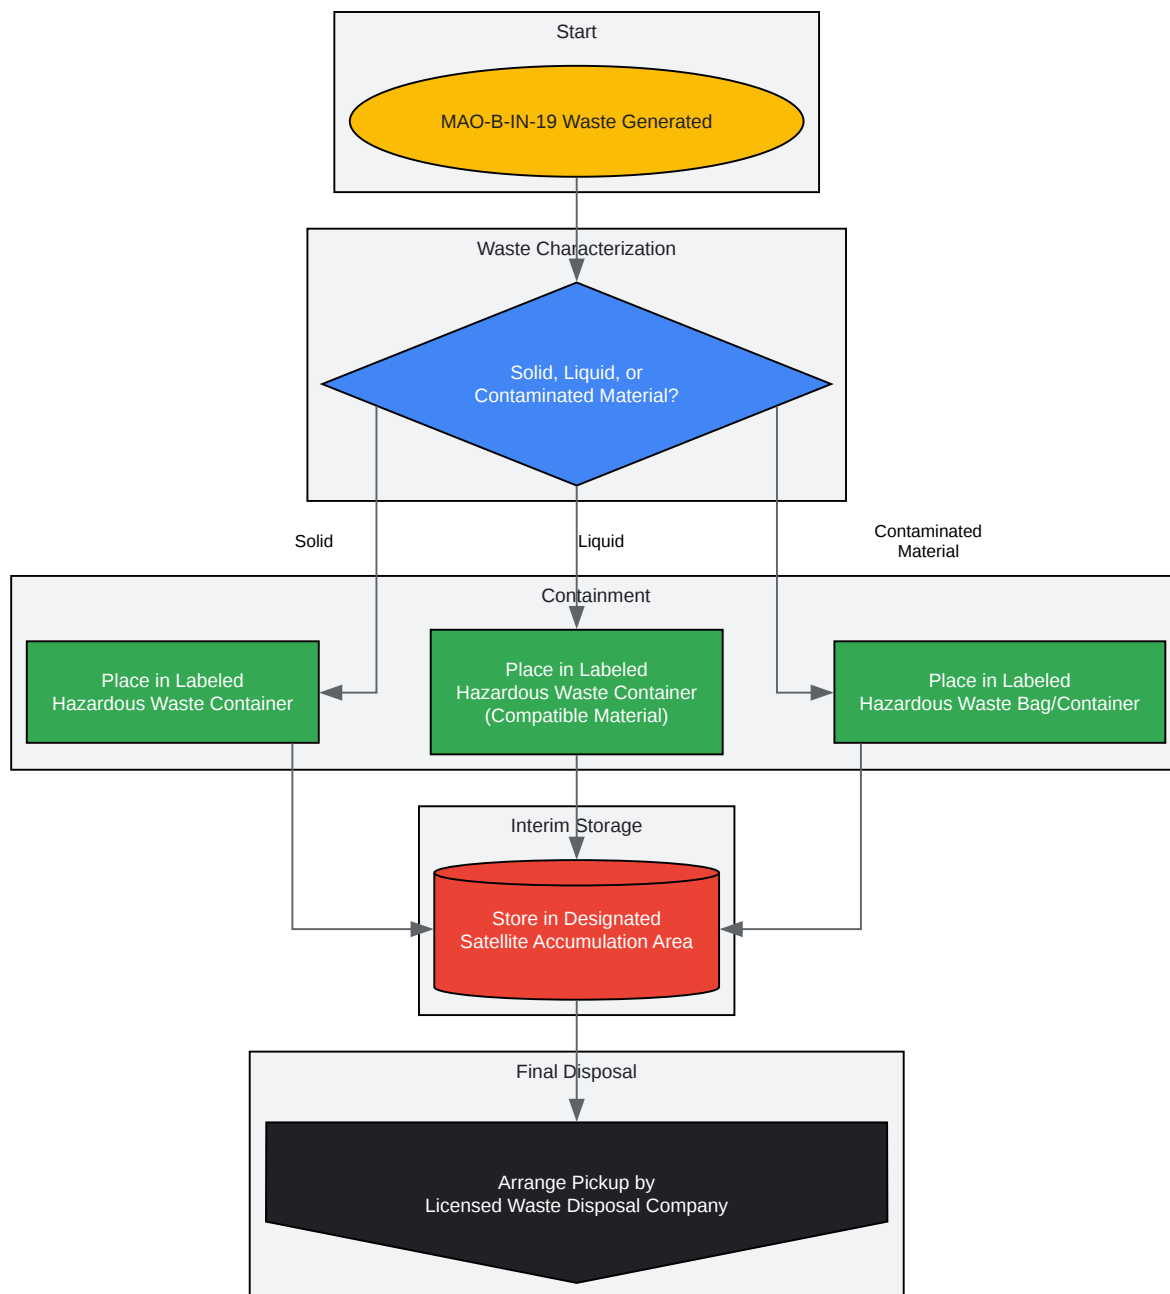 Start
MAO-B-IN-19 Waste Generated
Waste Characterization
Solid, Liquid, or
Contaminated Material?
Solid
Liquid
Contaminated
Material
Containment
Place in Labeled
Hazardous Waste Container
Place in Labeled
Hazardous Waste Container
(Compatible Material)
Place in Labeled
Hazardous Waste Bag/Container
Interim Storage
Store in Designated
Satellite Accumulation Area
Final Disposal
Arrange Pickup by
Licensed Waste Disposal Company